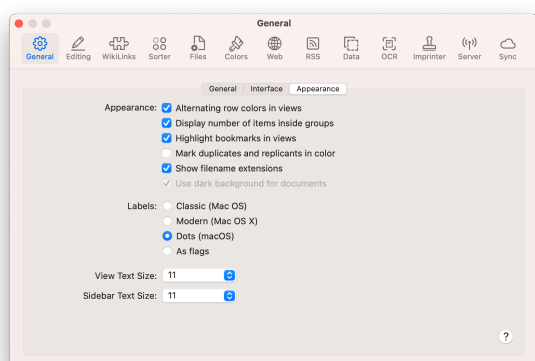 General
General Editing WikiLinks Sorter Files Colors Web RSS Data OCR Imprinter Server Sync
General Interface Appearance
Appearance: Alternating row colors in views
Display number of items inside groups
Highlight bookmarks in views
Mark duplicates and replicants in color
Show filename extensions
Use dark background for documents
Labels: Classic (Mac OS)
Modern (Mac OS X)
Dots (macOS)
As flags
View Text Size: 11
Sidebar Text Size: 11
?